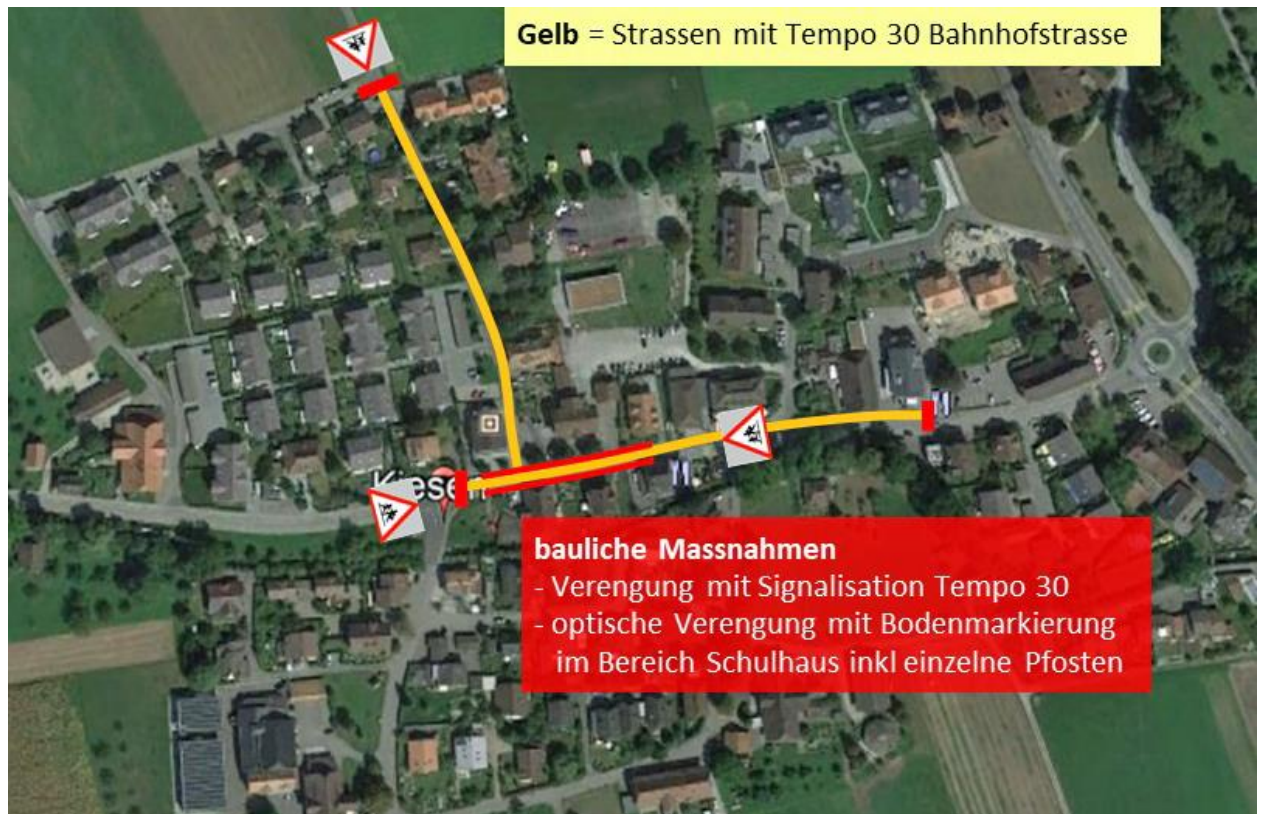 Gelb = Strassen mit Tempo 30 Bahnhofstrasse
Kiesen
bauliche Massnahmen
- Verengung mit Signalisation Tempo 30
- optische Verengung mit Bodenmarkierung
im Bereich Schulhaus inkl einzelne Pfosten